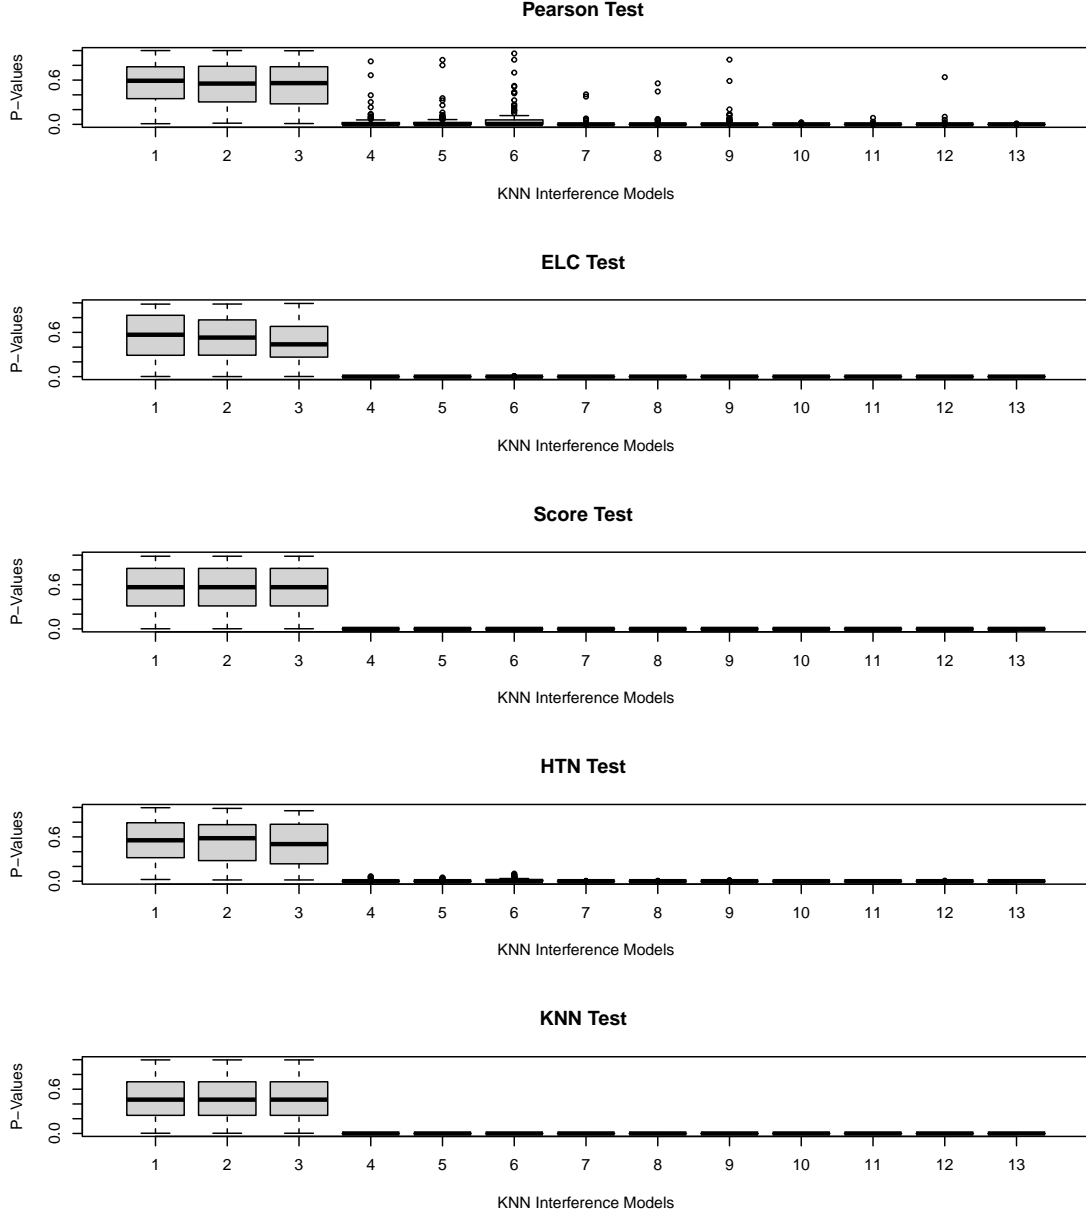 Pearson Test
P-Values
0.0 0.6
1 2 3 4 5 6 7 8 9 10 11 12 13
KNN Interference Models
ELC Test
P-Values
0.0 0.6
1 2 3 4 5 6 7 8 9 10 11 12 13
KNN Interference Models
Score Test
P-Values
0.0 0.6
1 2 3 4 5 6 7 8 9 10 11 12 13
KNN Interference Models
HTN Test
P-Values
0.0 0.6
1 2 3 4 5 6 7 8 9 10 11 12 13
KNN Interference Models
KNN Test
P-Values
0.0 0.6
1 2 3 4 5 6 7 8 9 10 11 12 13
KNN Interference Models